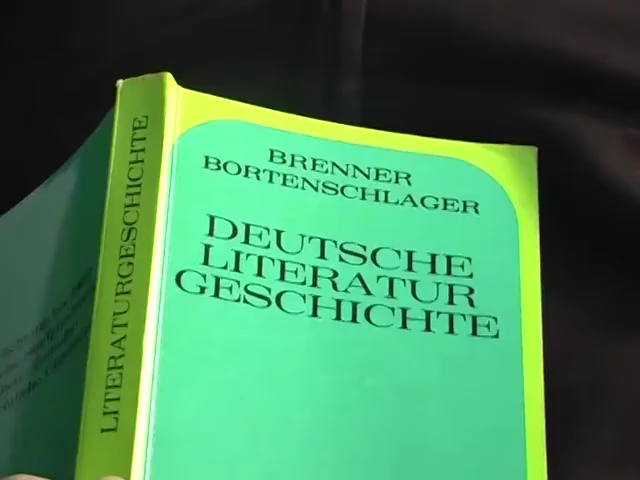 BRENNER
BORTENSCHLAGER
DEUTSCHE
LITERATUR
GESCHICHTE
LITERATURGESCHICHTE